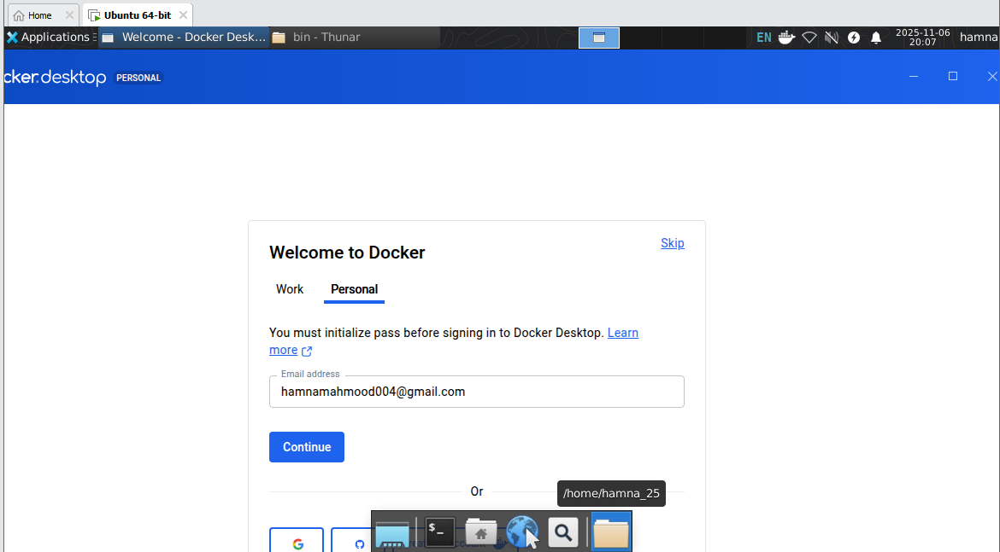 Home
Ubuntu 64-bit
Applications
Welcome - Docker Desk...
bin - Thunar
EN
2025-11-06
20:07
hamna
cker.desktop PERSONAL
Skip
Welcome to Docker
Work
Personal
You must initialize pass before signing in to Docker Desktop. Learn
more
Email address
hamnamahmood004@gmail.com
Continue
Or
/home/hamna_25
$_